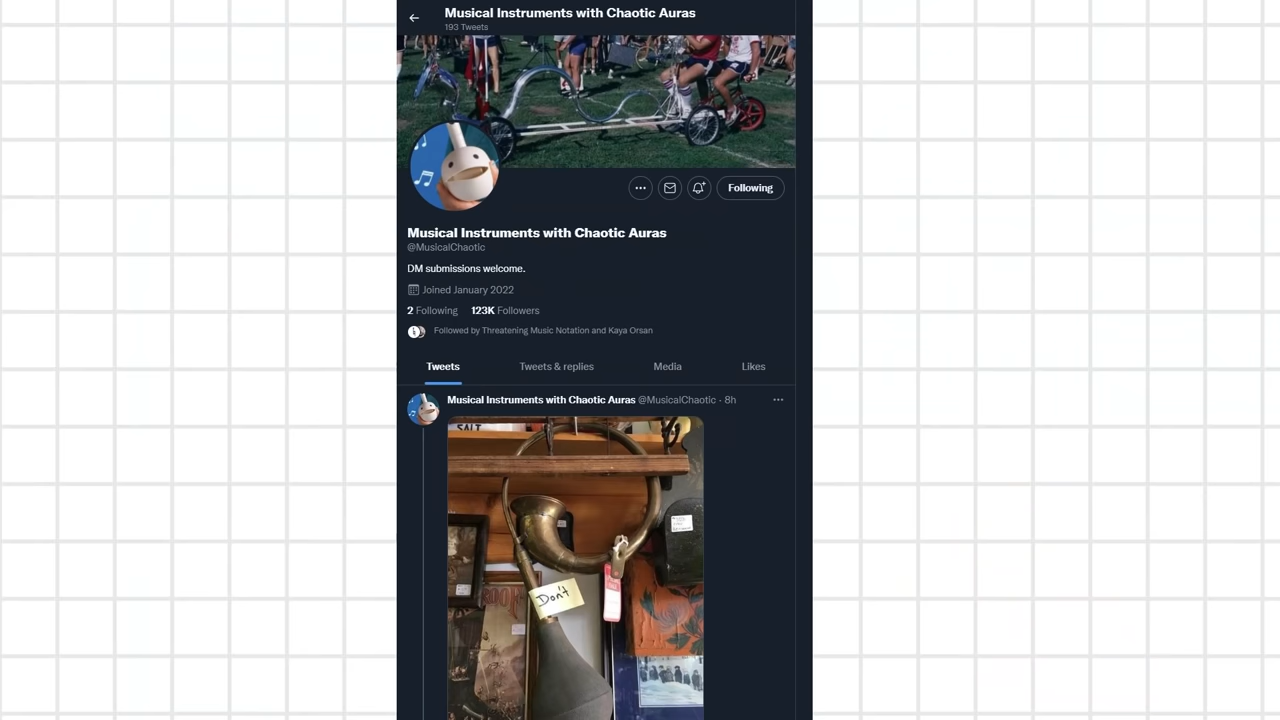 Musical Instruments with Chaotic Auras
193 Tweets
Following
Musical Instruments with Chaotic Auras
@MusicalChaotic
DM submissions welcome.
Joined January 2022
2 Following 123K Followers
Followed by Threatening Music Notation and Kaya Orsan
Tweets Tweets & replies Media Likes
Musical Instruments with Chaotic Auras @MusicalChaotic · 8h
SALT
Don't